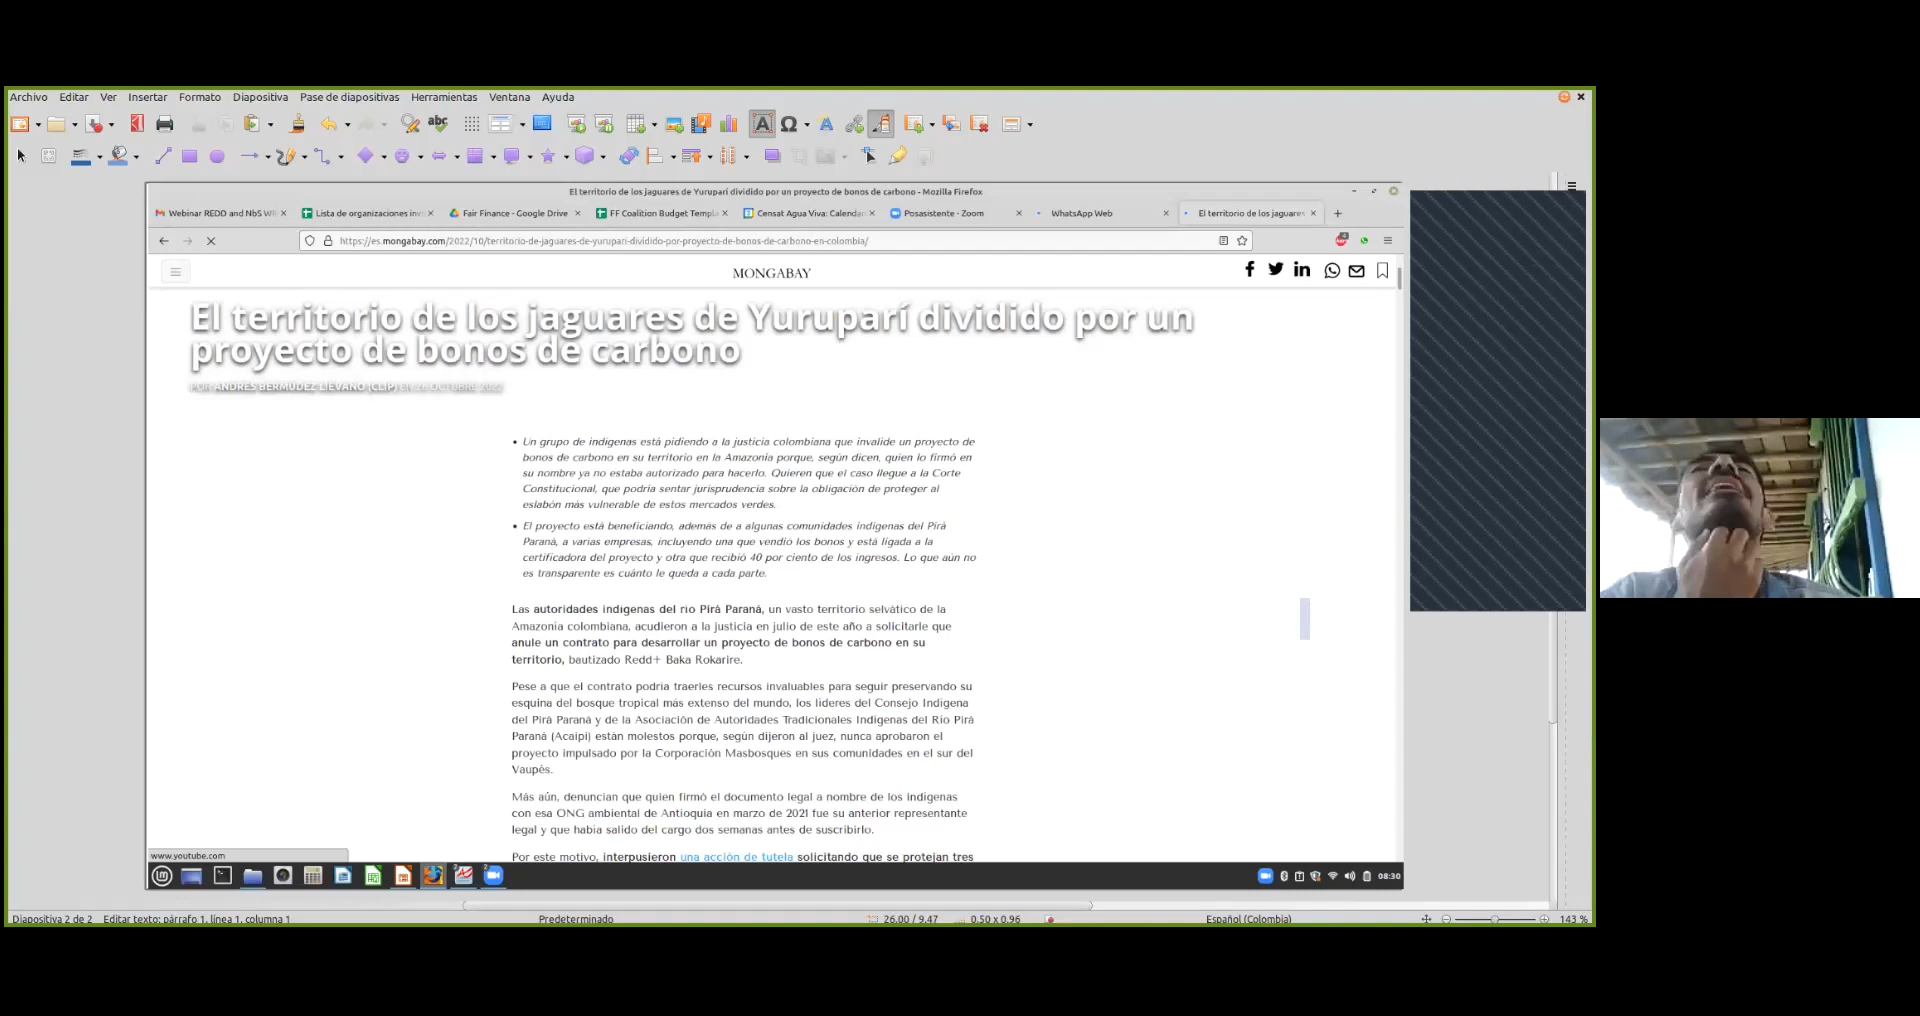 Archivo Editar Ver Insertar Formato Diapositiva Pase de diapositivas Herramientas Ventana Ayuda
El territorio de los jaguares de Yuruparí dividido por un proyecto de bonos de carbono - Mozilla Firefox
Webinar REDD and NbS
Lista de organizaciones
Fair Finance - Google Drive
FF Coalition Budget Templ
Censat Agua Viva: Calendar
Posasistente - Zoom
WhatsApp Web
El territorio de los jaguares
https://es.mongabay.com/2022/10/territorio-de-jaguares-de-yurupari-dividido-por-proyecto-de-bonos-de-carbono-en-colombia/
MONGABAY
El territorio de los jaguares de Yuruparí dividido por un
proyecto de bonos de carbono
POR ANDRÉS BERMÚDEZ LIÉVANO (CLIP) EN 26 OCTUBRE 2022
• Un grupo de indígenas está pidiendo a la justicia colombiana que invalide un proyecto de
bonos de carbono en su territorio en la Amazonía porque, según dicen, quien lo firmó en
su nombre ya no estaba autorizado para hacerlo. Quieren que el caso llegue a la Corte
Constitucional, que podría sentar jurisprudencia sobre la obligación de proteger al
eslabón más vulnerable de estos mercados verdes.
• El proyecto está beneficiando, además de a algunas comunidades indígenas del Pirá
Paraná, a varias empresas, incluyendo una que vendió los bonos y está ligada a la
certificadora del proyecto y otra que recibió 40 por ciento de los ingresos. Lo que aún no
es transparente es cuánto le queda a cada parte.
Las autoridades indígenas del río Pirá Paraná, un vasto territorio selvático de la
Amazonía colombiana, acudieron a la justicia en julio de este año a solicitarle que
anule un contrato para desarrollar un proyecto de bonos de carbono en su
territorio, bautizado Redd+ Baka Rokarire.
Pese a que el contrato podría traerles recursos invaluables para seguir preservando su
esquina del bosque tropical más extenso del mundo, los líderes del Consejo Indígena
del Pirá Paraná y de la Asociación de Autoridades Tradicionales Indígenas del Río Pirá
Paraná (Acaipi) están molestos porque, según dijeron al juez, nunca aprobaron el
proyecto impulsado por la Corporación Masbosques en sus comunidades en el sur del
Vaupés.
Más aún, denuncian que quien firmó el documento legal a nombre de los indígenas
con esa ONG ambiental de Antioquia en marzo de 2021 fue su anterior representante
legal y que había salido del cargo dos semanas antes de suscribirlo.
Por este motivo, interpusieron una acción de tutela solicitando que se protejan tres
www.youtube.com
08:30
Diapositiva 2 de 2 Editar texto: párrafo 1, línea 1, columna 1 Predeterminado 26,00 / 9,47 0,50 x 0,96 Español (Colombia) 143 %